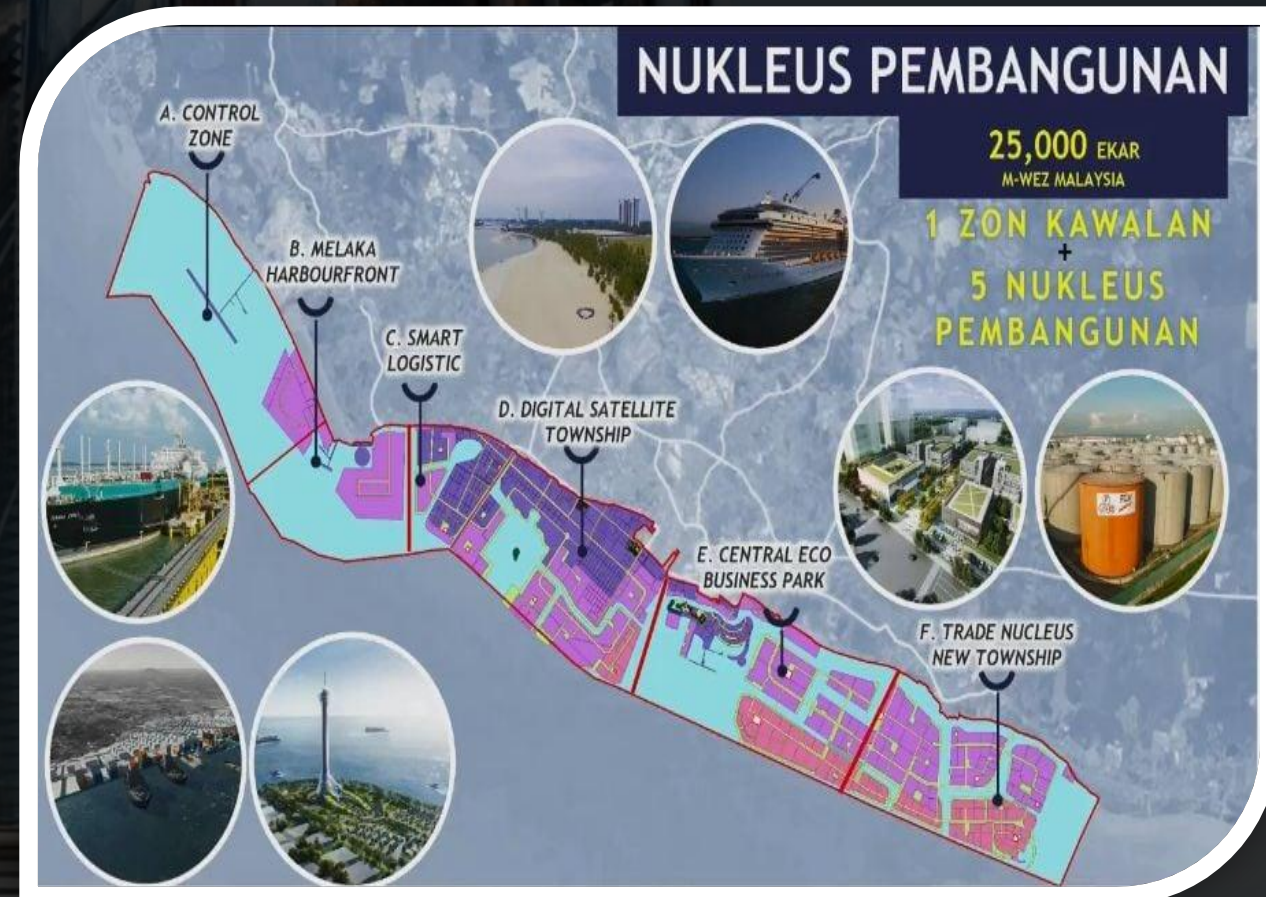 NUKLEUS PEMBANGUNAN
25,000 EKAR
M-WEZ MALAYSIA
1 ZON KAWALAN
+
5 NUKLEUS
PEMBANGUNAN
A. CONTROL
ZONE
B. MELAKA
HARBOURFRONT
C. SMART
LOGISTIC
D. DIGITAL SATELLITE
TOWNSHIP
E. CENTRAL ECO
BUSINESS PARK
F. TRADE NUCLEUS
NEW TOWNSHIP